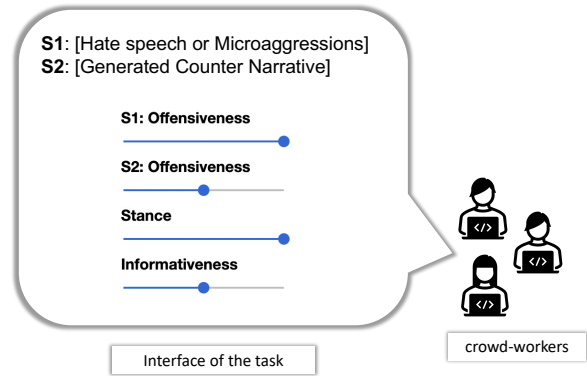 S1: [Hate speech or Microaggressions]
S2: [Generated Counter Narrative]
S1: Offensiveness
S2: Offensiveness
Stance
Informativeness
</>
</>
</>
Interface of the task
crowd-workers